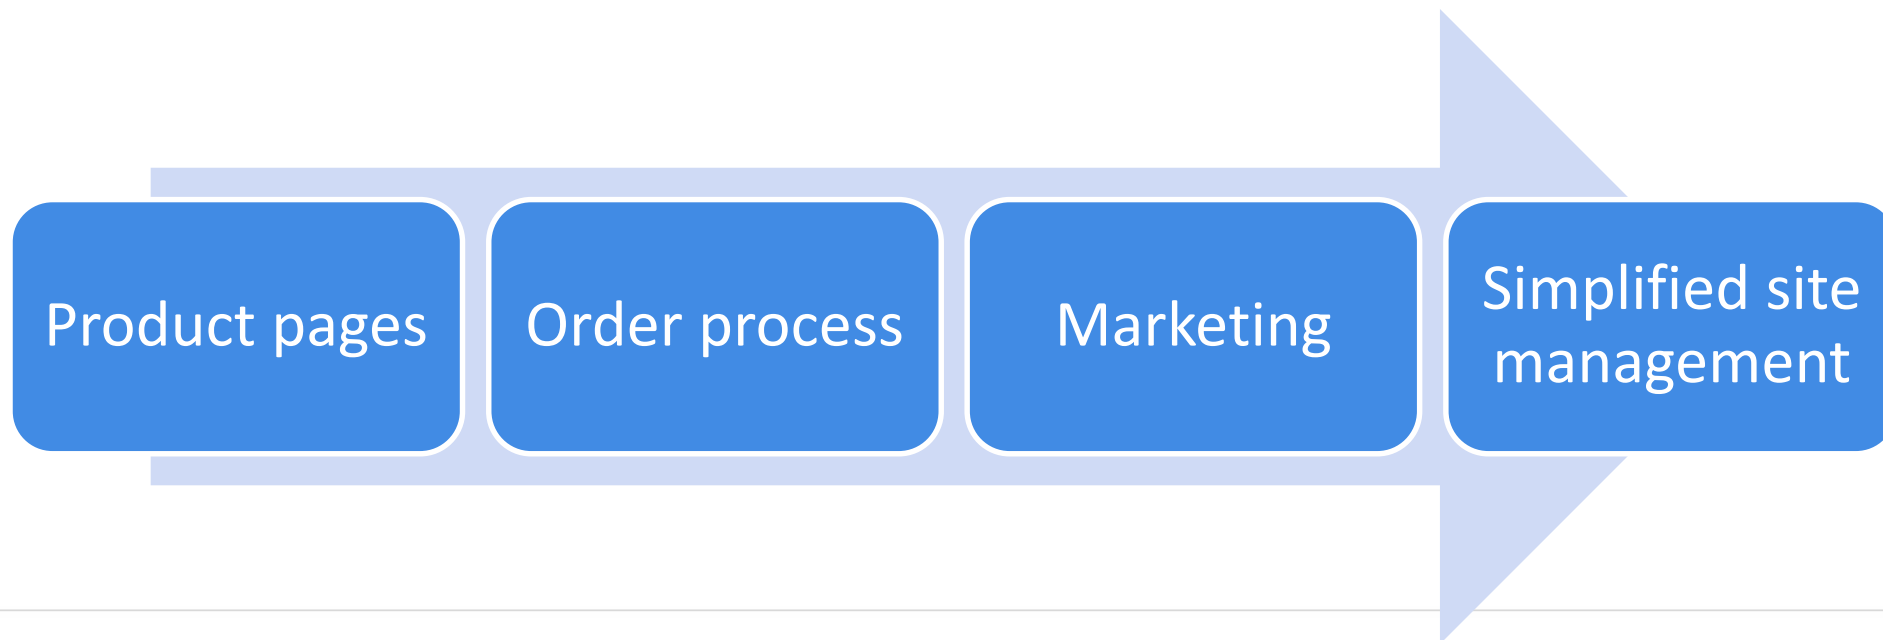 Product pages
Order process
Marketing
Simplified site
management